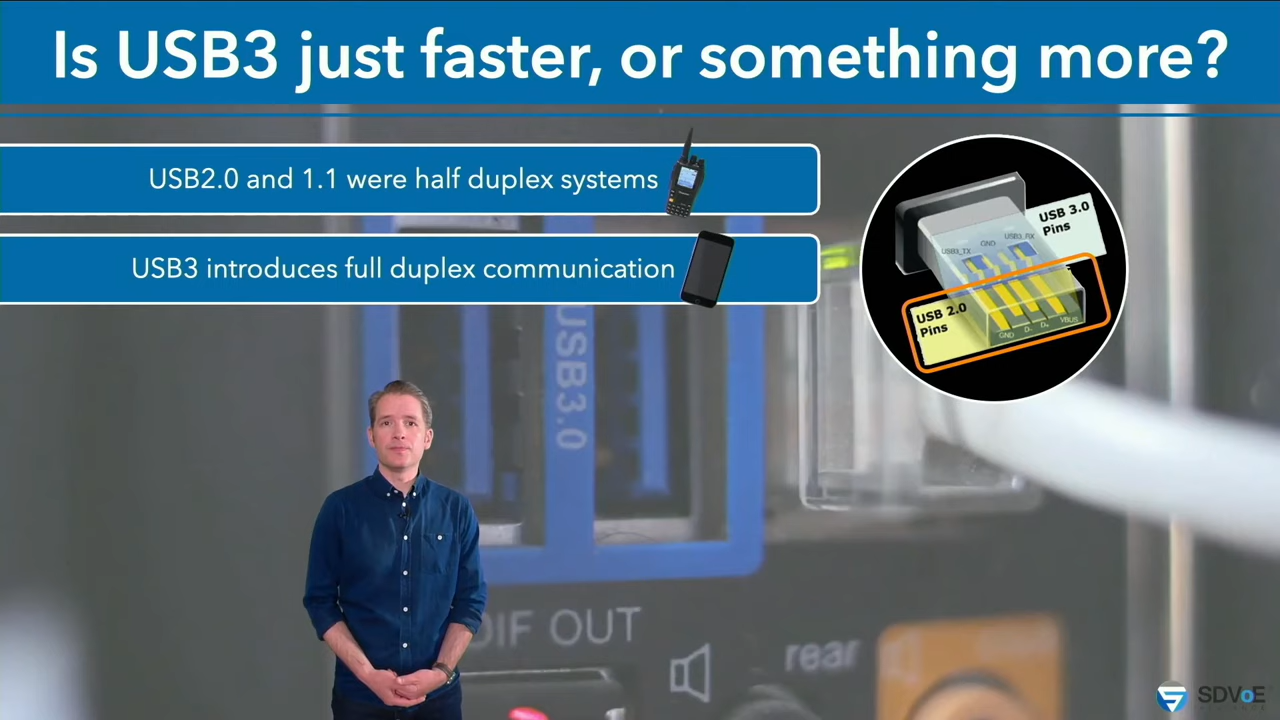 Is USB3 just faster, or something more?
USB2.0 and 1.1 were half duplex systems
USB3 introduces full duplex communication
USB 3.0
Pins
USB3_TX
GND
USB3_RX
USB 2.0
Pins
GND
D-
D+
VBUS
USB3.0
DIF OUT
rear
SDVoE